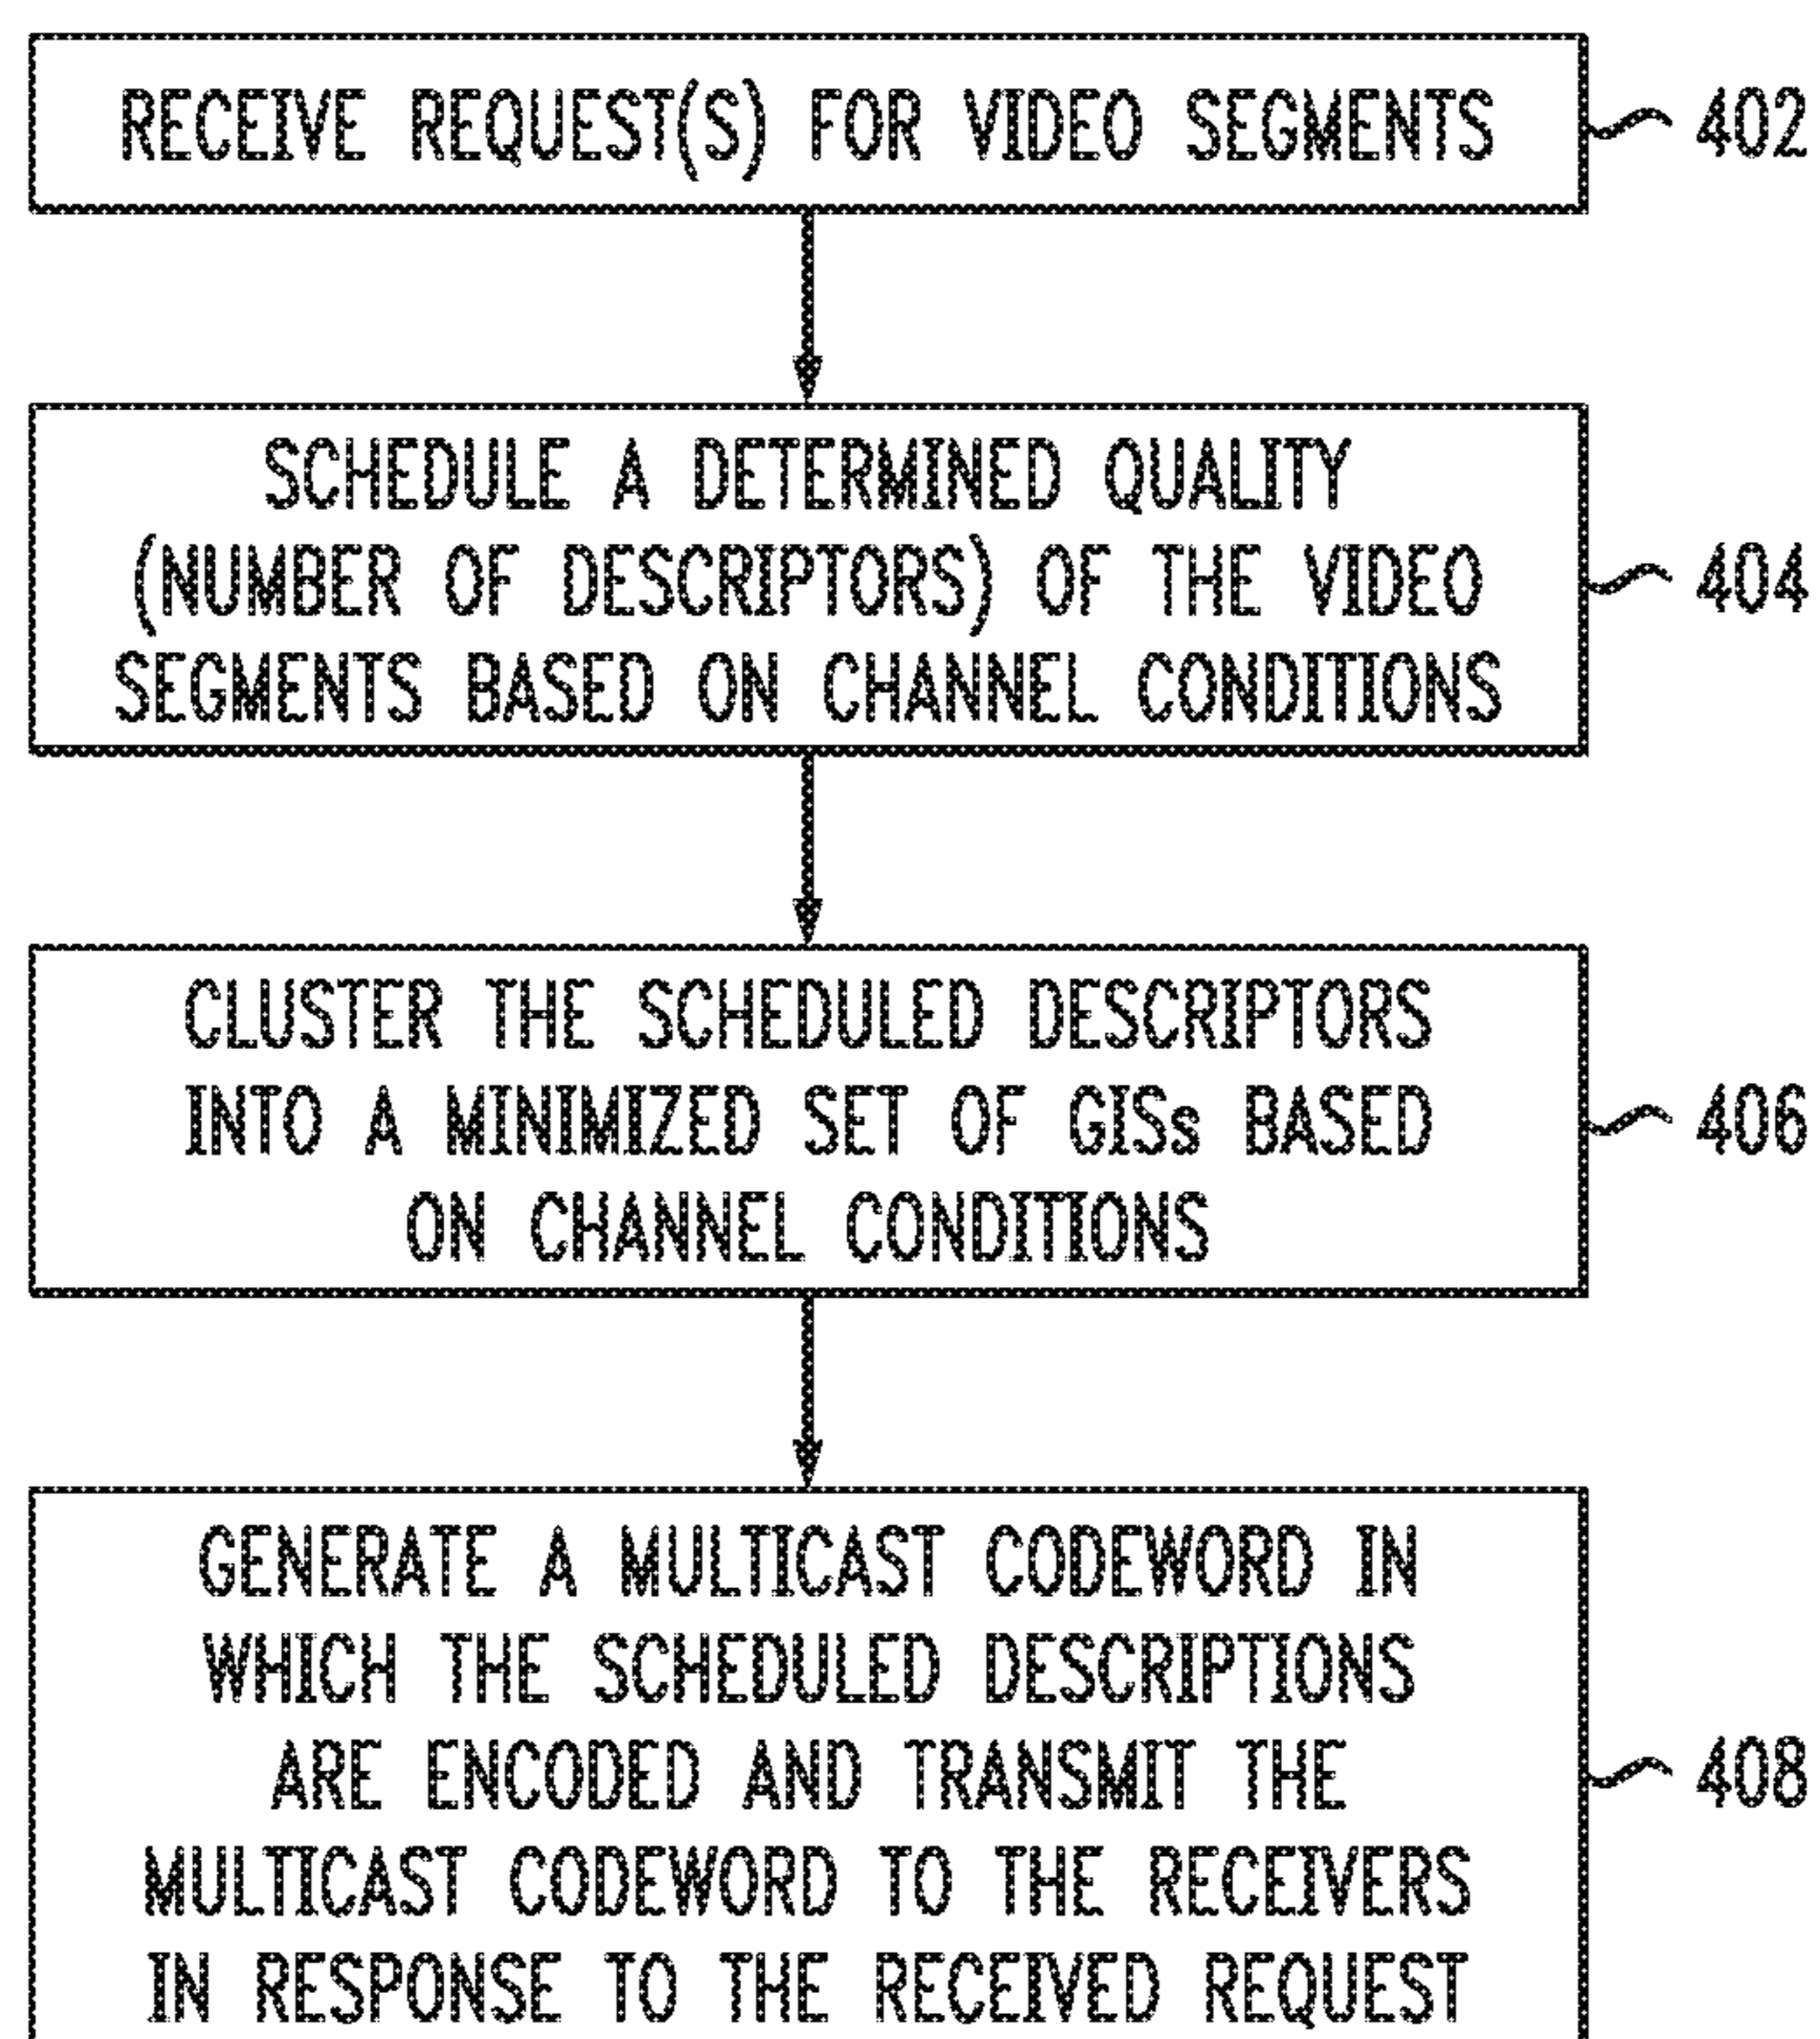 RECEIVE REQUEST(S) FOR VIDEO SEGMENTS
402
SCHEDULE A DETERMINED QUALITY
(NUMBER OF DESCRIPTORS) OF THE VIDEO
SEGMENTS BASED ON CHANNEL CONDITIONS
404
CLUSTER THE SCHEDULED DESCRIPTORS
INTO A MINIMIZED SET OF GISs BASED
ON CHANNEL CONDITIONS
406
GENERATE A MULTICAST CODEWORD IN
WHICH THE SCHEDULED DESCRIPTIONS
ARE ENCODED AND TRANSMIT THE
MULTICAST CODEWORD TO THE RECEIVERS
IN RESPONSE TO THE RECEIVED REQUEST
408